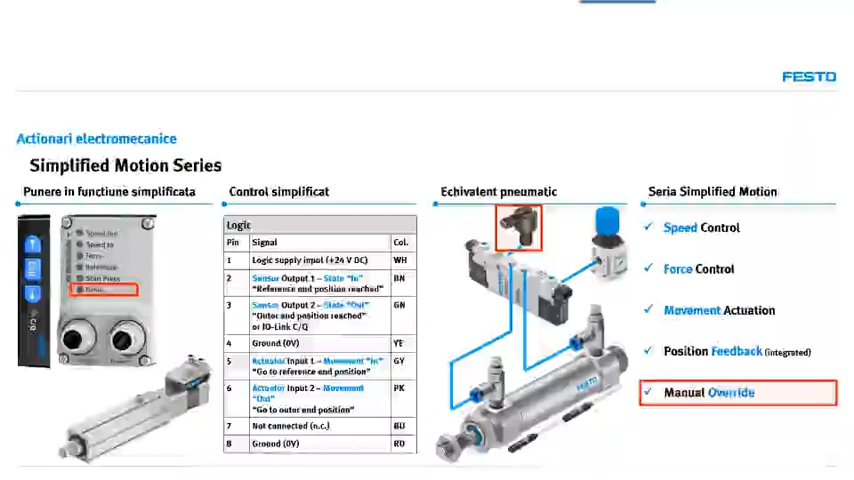 FESTO
Actionari electromecanice
Simplified Motion Series
Punere in functiune simplificata
Control simplificat
Echivalent pneumatic
Seria Simplified Motion
Speed Out
Speed In
Force
Reference
Start Press
Demo
Logic
Pin Signal Col.
1 Logic supply input (+24 V DC) WH
2 Sensor Output 1 – State "In" BN
"Reference end position reached"
3 Sensor Output 2 – State "Out" GN
"Outer end position reached"
or IO-Link C/Q
4 Ground (0V) YE
5 Actuator Input 1 – Movement "In" GY
"Go to reference end position"
6 Actuator Input 2 – Movement PK
"Out"
"Go to outer end position"
7 Not connected (n.c.) BU
8 Ground (0V) RD
FESTO
✓ Speed Control
✓ Force Control
✓ Movement Actuation
✓ Position Feedback (integrated)
✓ Manual Override